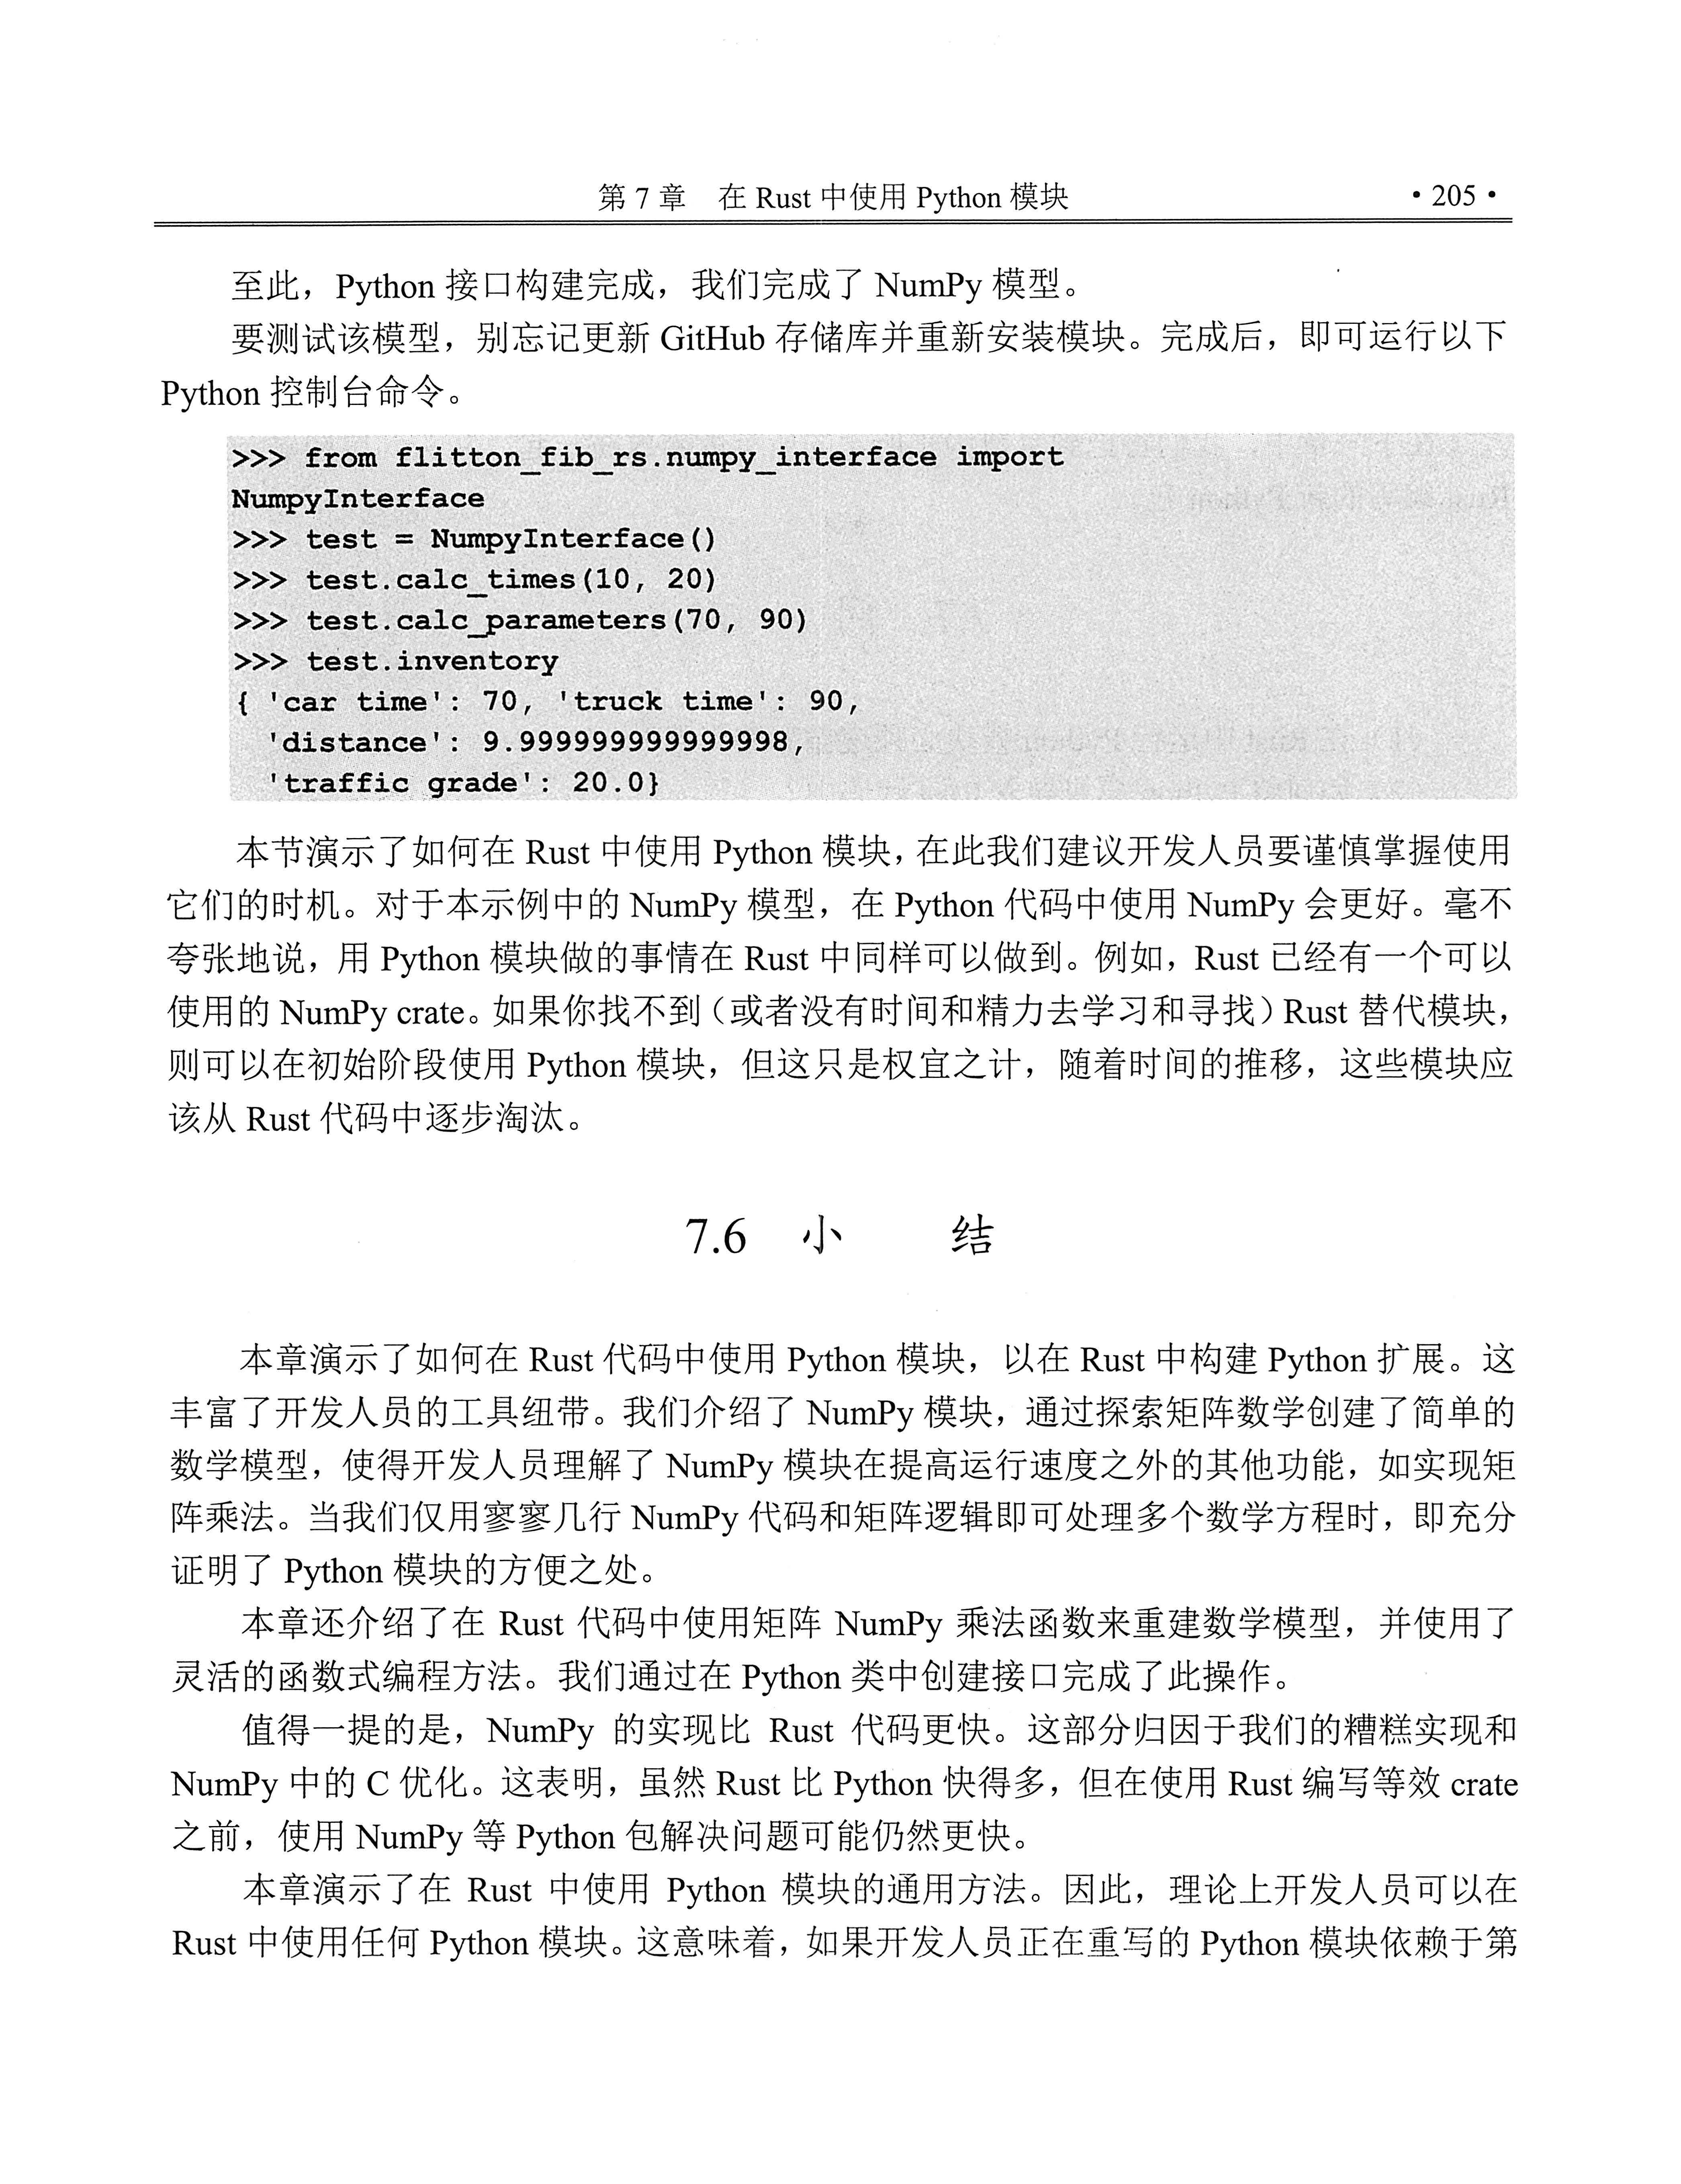 第 7 章　在 Rust 中使用 Python 模块　• 205 •
至此，Python 接口构建完成，我们完成了 NumPy 模型。
要测试该模型，别忘记更新 GitHub 存储库并重新安装模块。完成后，即可运行以下
Python 控制台命令。
>>> from flitton_fib_rs.numpy_interface import
NumpyInterface
>>> test = NumpyInterface()
>>> test.calc_times(10, 20)
>>> test.calc_parameters(70, 90)
>>> test.inventory
{ 'car time': 70, 'truck time': 90,
  'distance': 9.999999999999998,
  'traffic grade': 20.0}
本节演示了如何在 Rust 中使用 Python 模块，在此我们建议开发人员要谨慎掌握使用
它们的时机。对于本示例中的 NumPy 模型，在 Python 代码中使用 NumPy 会更好。毫不
夸张地说，用 Python 模块做的事情在 Rust 中同样可以做到。例如，Rust 已经有一个可以
使用的 NumPy crate。如果你找不到（或者没有时间和精力去学习和寻找）Rust 替代模块，
则可以在初始阶段使用 Python 模块，但这只是权宜之计，随着时间的推移，这些模块应
该从 Rust 代码中逐步淘汰。
7.6　小　　结
本章演示了如何在 Rust 代码中使用 Python 模块，以在 Rust 中构建 Python 扩展。这
丰富了开发人员的工具纽带。我们介绍了 NumPy 模块，通过探索矩阵数学创建了简单的
数学模型，使得开发人员理解了 NumPy 模块在提高运行速度之外的其他功能，如实现矩
阵乘法。当我们仅用寥寥几行 NumPy 代码和矩阵逻辑即可处理多个数学方程时，即充分
证明了 Python 模块的方便之处。
本章还介绍了在 Rust 代码中使用矩阵 NumPy 乘法函数来重建数学模型，并使用了
灵活的函数式编程方法。我们通过在 Python 类中创建接口完成了此操作。
值得一提的是，NumPy 的实现比 Rust 代码更快。这部分归因于我们的糟糕实现和
NumPy 中的 C 优化。这表明，虽然 Rust 比 Python 快得多，但在使用 Rust 编写等效 crate
之前，使用 NumPy 等 Python 包解决问题可能仍然更快。
本章演示了在 Rust 中使用 Python 模块的通用方法。因此，理论上开发人员可以在
Rust 中使用任何 Python 模块。这意味着，如果开发人员正在重写的 Python 模块依赖于第